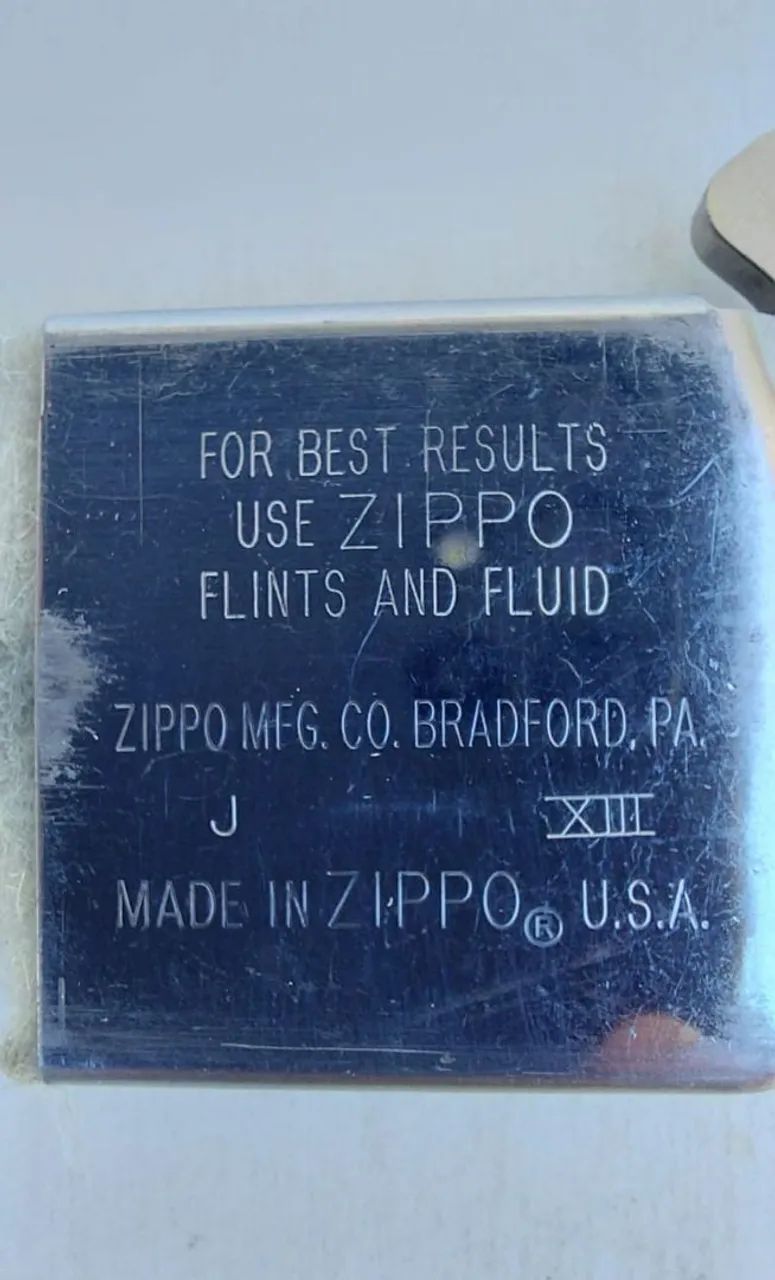 FOR BEST RESULTS
USE ZIPPO
FLINTS AND FLUID
ZIPPO MFG. CO. BRADFORD, PA.
J XIII
MADE IN ZIPPO® U.S.A.